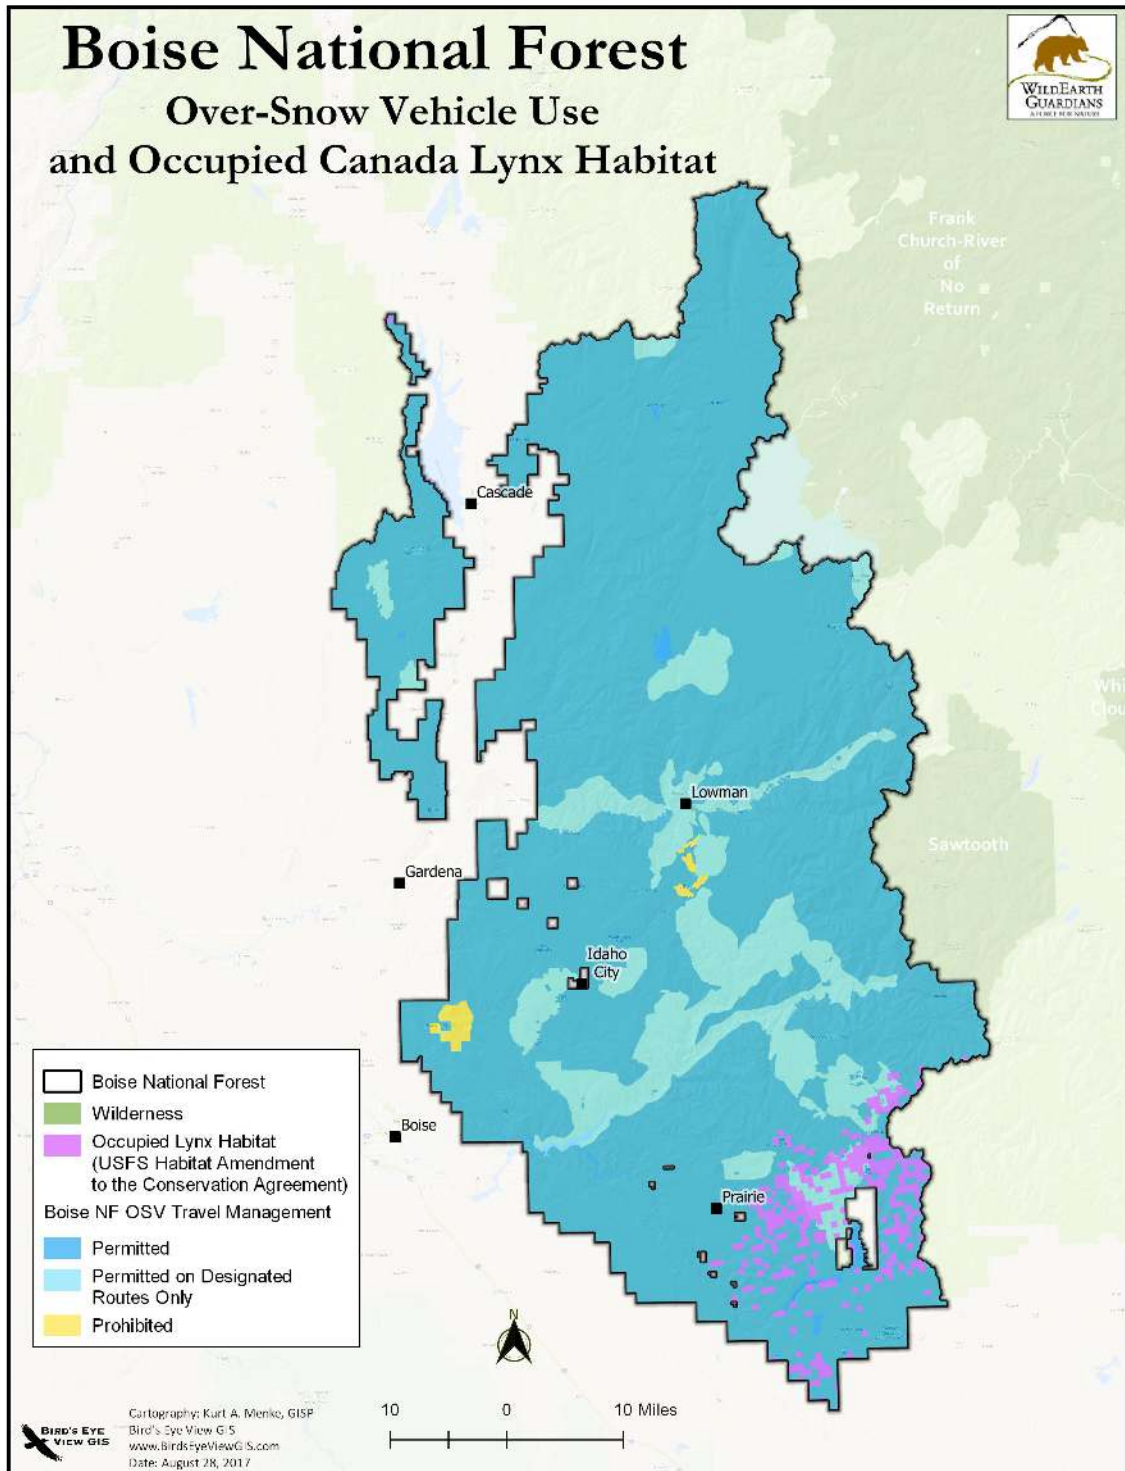 Boise National Forest
Over-Snow Vehicle Use
and Occupied Canada Lynx Habitat
WILDEARTH
GUARDIANS
A FORCE FOR NATURE
Frank
Church-River
of
No
Return
Cascade
Lowman
Sawtooth
Gardena
Idaho
City
Boise
Prairie
Boise National Forest
Wilderness
Occupied Lynx Habitat
(USFS Habitat Amendment
to the Conservation Agreement)
Boise NF OSV Travel Management
Permitted
Permitted on Designated
Routes Only
Prohibited
N
10 0 10 Miles
BIRD'S EYE
VIEW GIS
Cartography: Kurt A. Menke, GISP
Bird's Eye View GIS
www.BirdsEyeViewGIS.com
Date: August 28, 2017